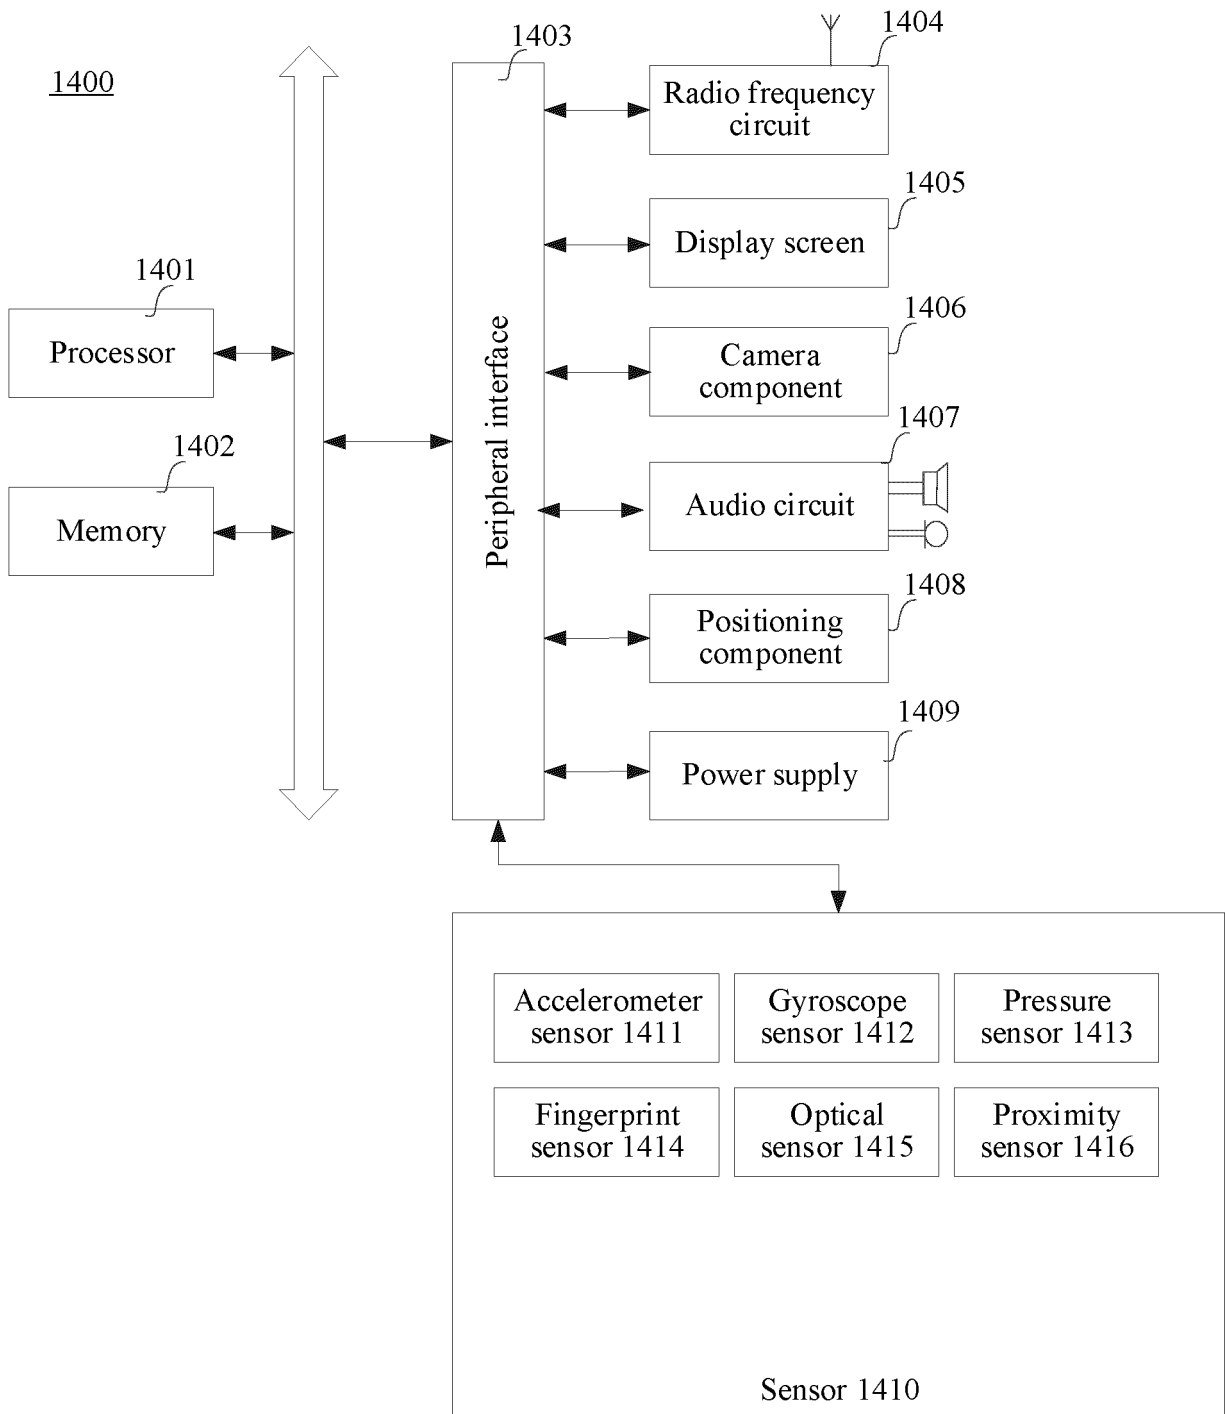 1400
1403
1404
Radio frequency
circuit
1405
Display screen
1401
Processor
1406
Camera
component
1402
Memory
Peripheral interface
1407
Audio circuit
1408
Positioning
component
1409
Power supply
Accelerometer
sensor 1411
Gyroscope
sensor 1412
Pressure
sensor 1413
Fingerprint
sensor 1414
Optical
sensor 1415
Proximity
sensor 1416
Sensor 1410